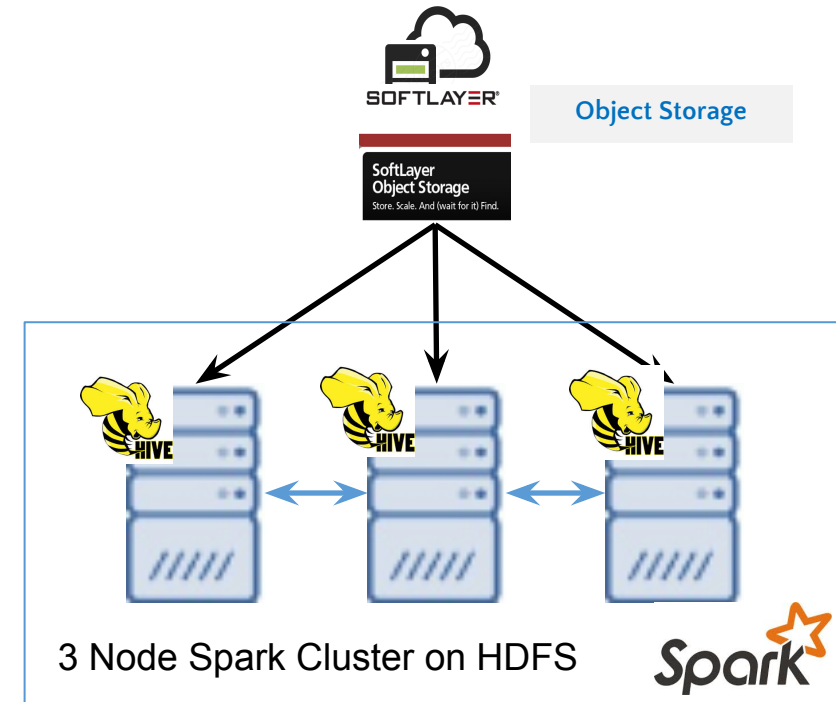 SOFTLAYER®
Object Storage
SoftLayer
Object Storage
Store. Scale. And (wait for it) Find.
HIVE
HIVE
HIVE
3 Node Spark Cluster on HDFS
Spark